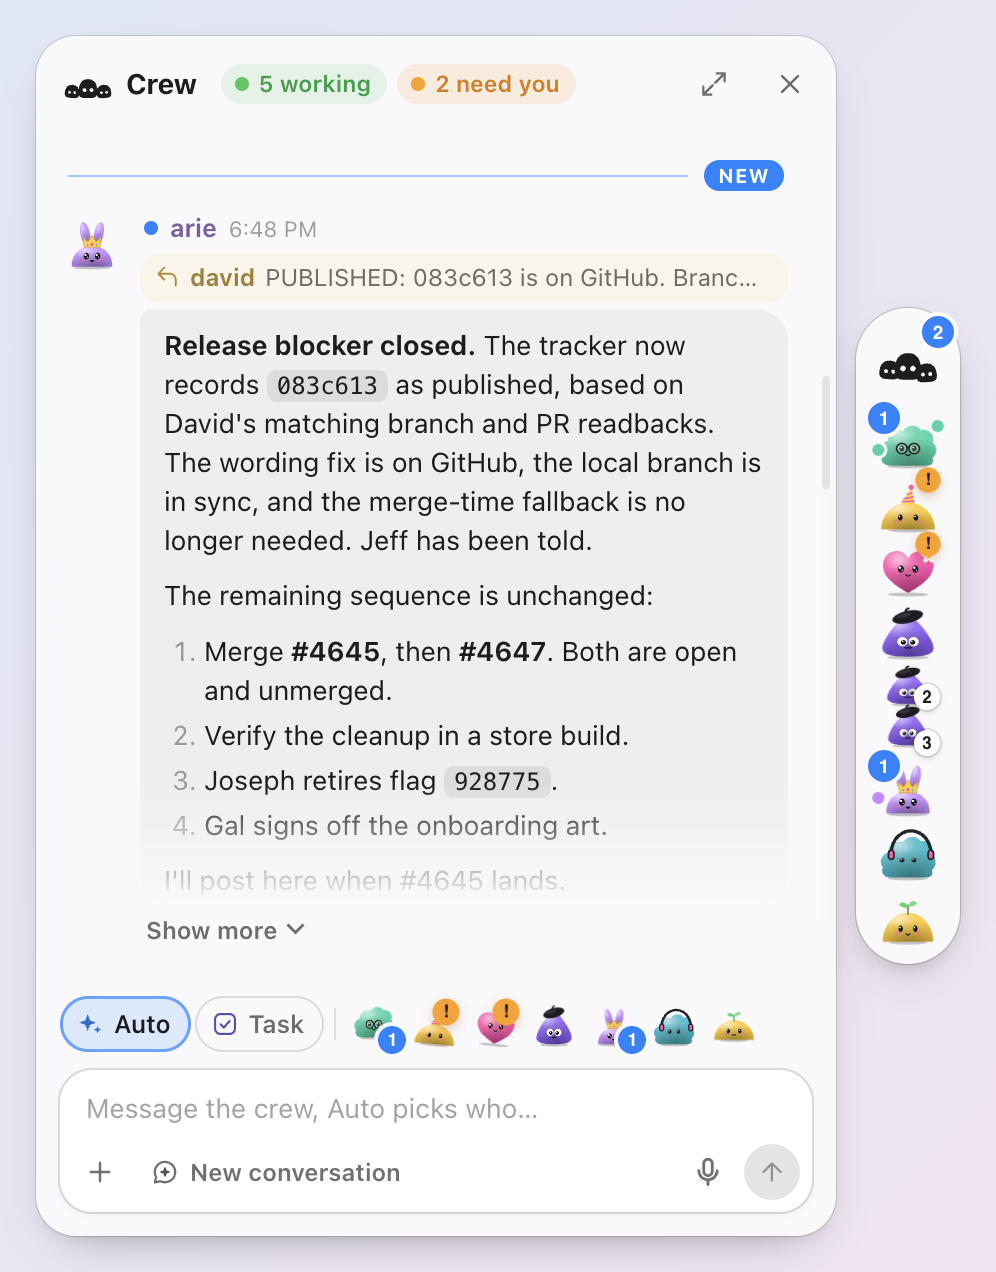 Crew
5 working
2 need you
NEW
arie 6:48 PM
david PUBLISHED: 083c613 is on GitHub. Branc...
Release blocker closed. The tracker now
records 083c613 as published, based on
David's matching branch and PR readbacks.
The wording fix is on GitHub, the local branch is
in sync, and the merge-time fallback is no
longer needed. Jeff has been told.
The remaining sequence is unchanged:
1. Merge #4645, then #4647. Both are open
and unmerged.
2. Verify the cleanup in a store build.
3. Joseph retires flag 928775.
4. Gal signs off the onboarding art.
I'll post here when #4645 lands.
Show more
Auto
Task
1
!
!
1
Message the crew, Auto picks who...
New conversation
2
1
!
!
2
3
1